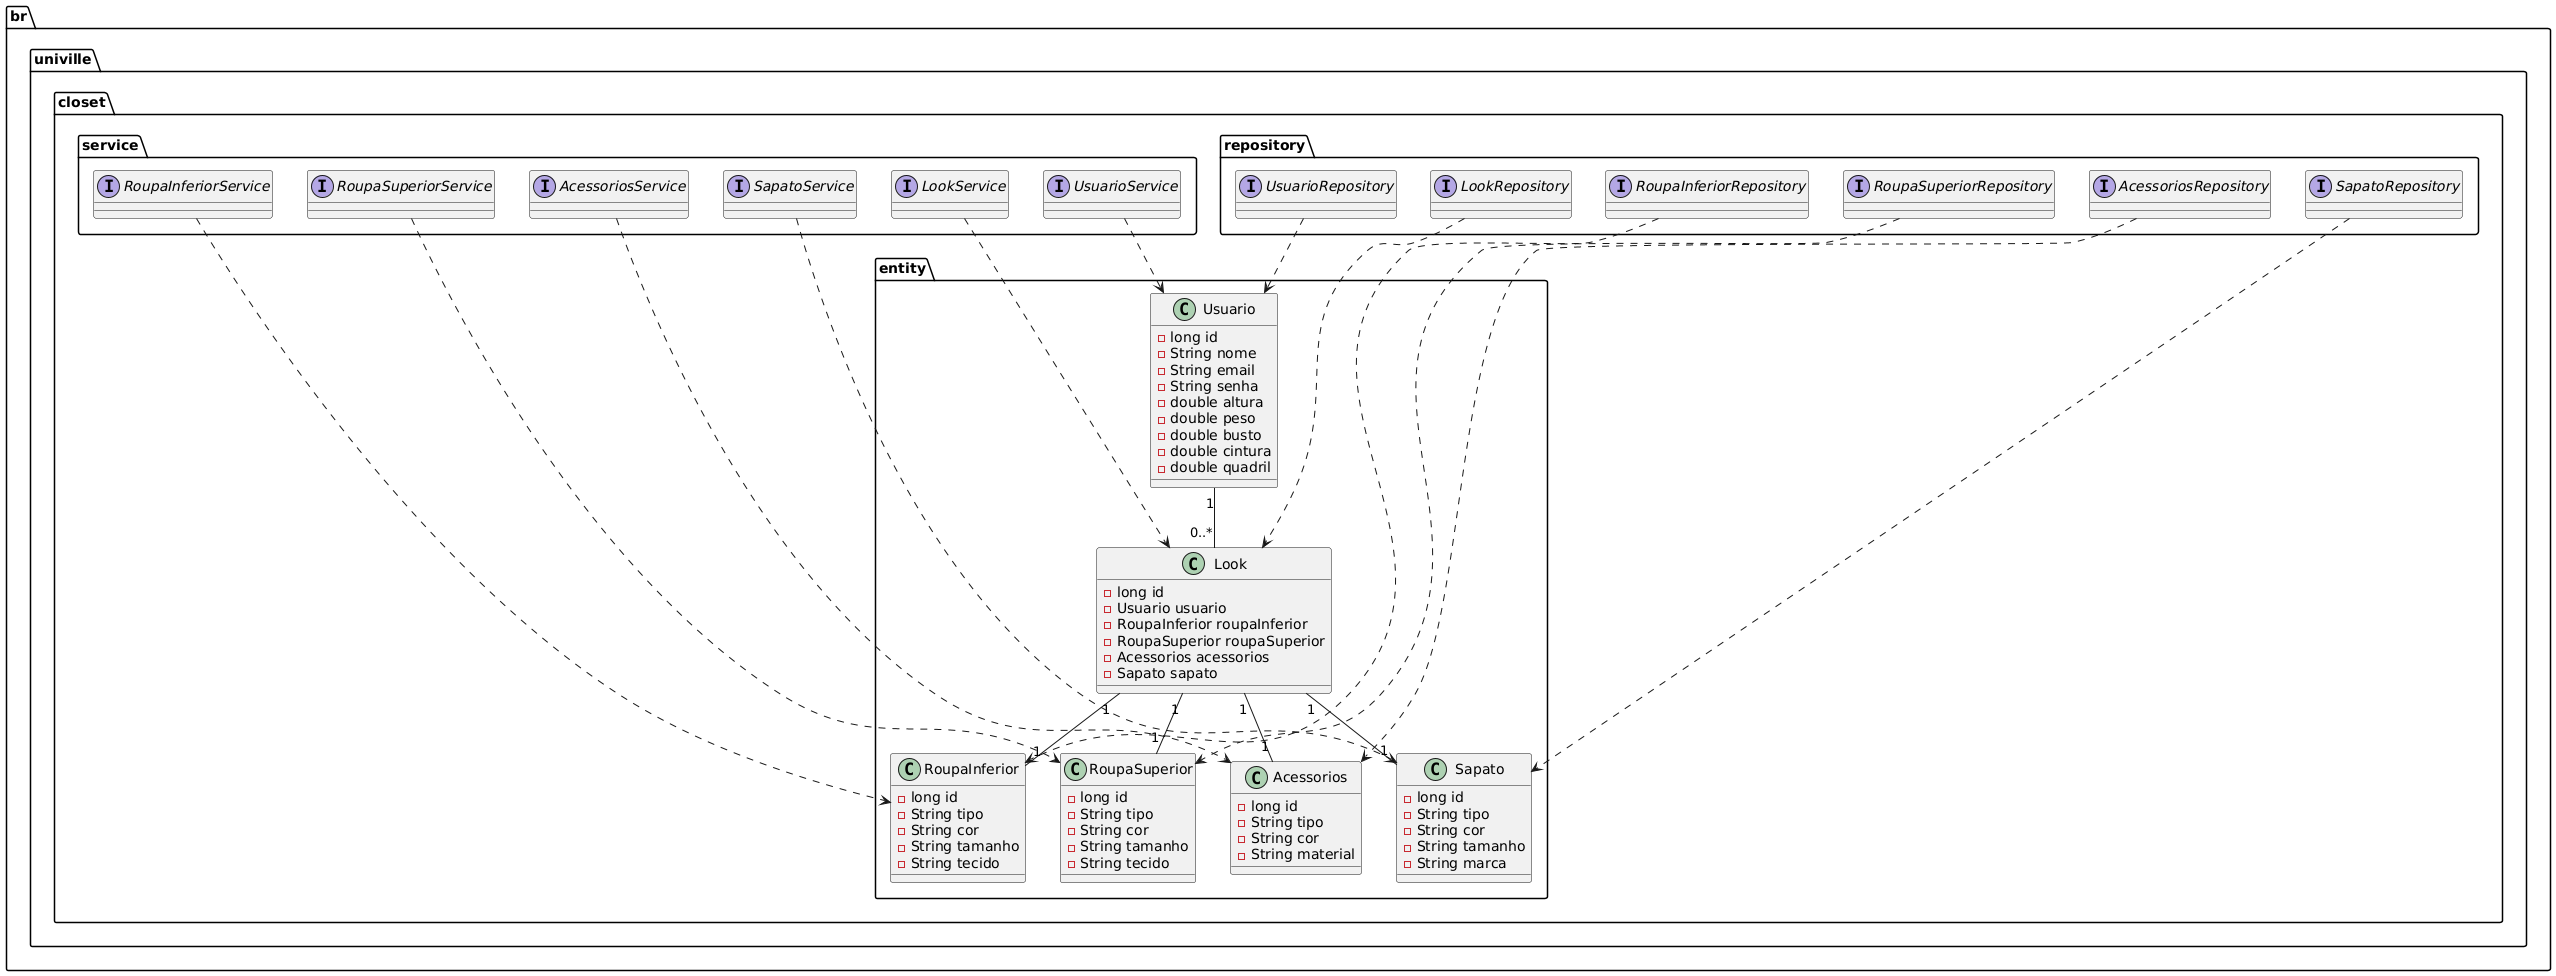 br
univille
closet
service
repository
I RoupaInferiorService
I RoupaSuperiorService
I AcessoriosService
I SapatoService
I LookService
I UsuarioService
I UsuarioRepository
I LookRepository
I RoupaInferiorRepository
I RoupaSuperiorRepository
I AcessoriosRepository
I SapatoRepository
entity
C Usuario
long id
String nome
String email
String senha
double altura
double peso
double busto
double cintura
double quadril
1
0..*
C Look
long id
Usuario usuario
RoupaInferior roupaInferior
RoupaSuperior roupaSuperior
Acessorios acessorios
Sapato sapato
1
1
1
1
1
1
1
1
C RoupaInferior
long id
String tipo
String cor
String tamanho
String tecido
C RoupaSuperior
long id
String tipo
String cor
String tamanho
String tecido
C Acessorios
long id
String tipo
String cor
String material
C Sapato
long id
String tipo
String cor
String tamanho
String marca